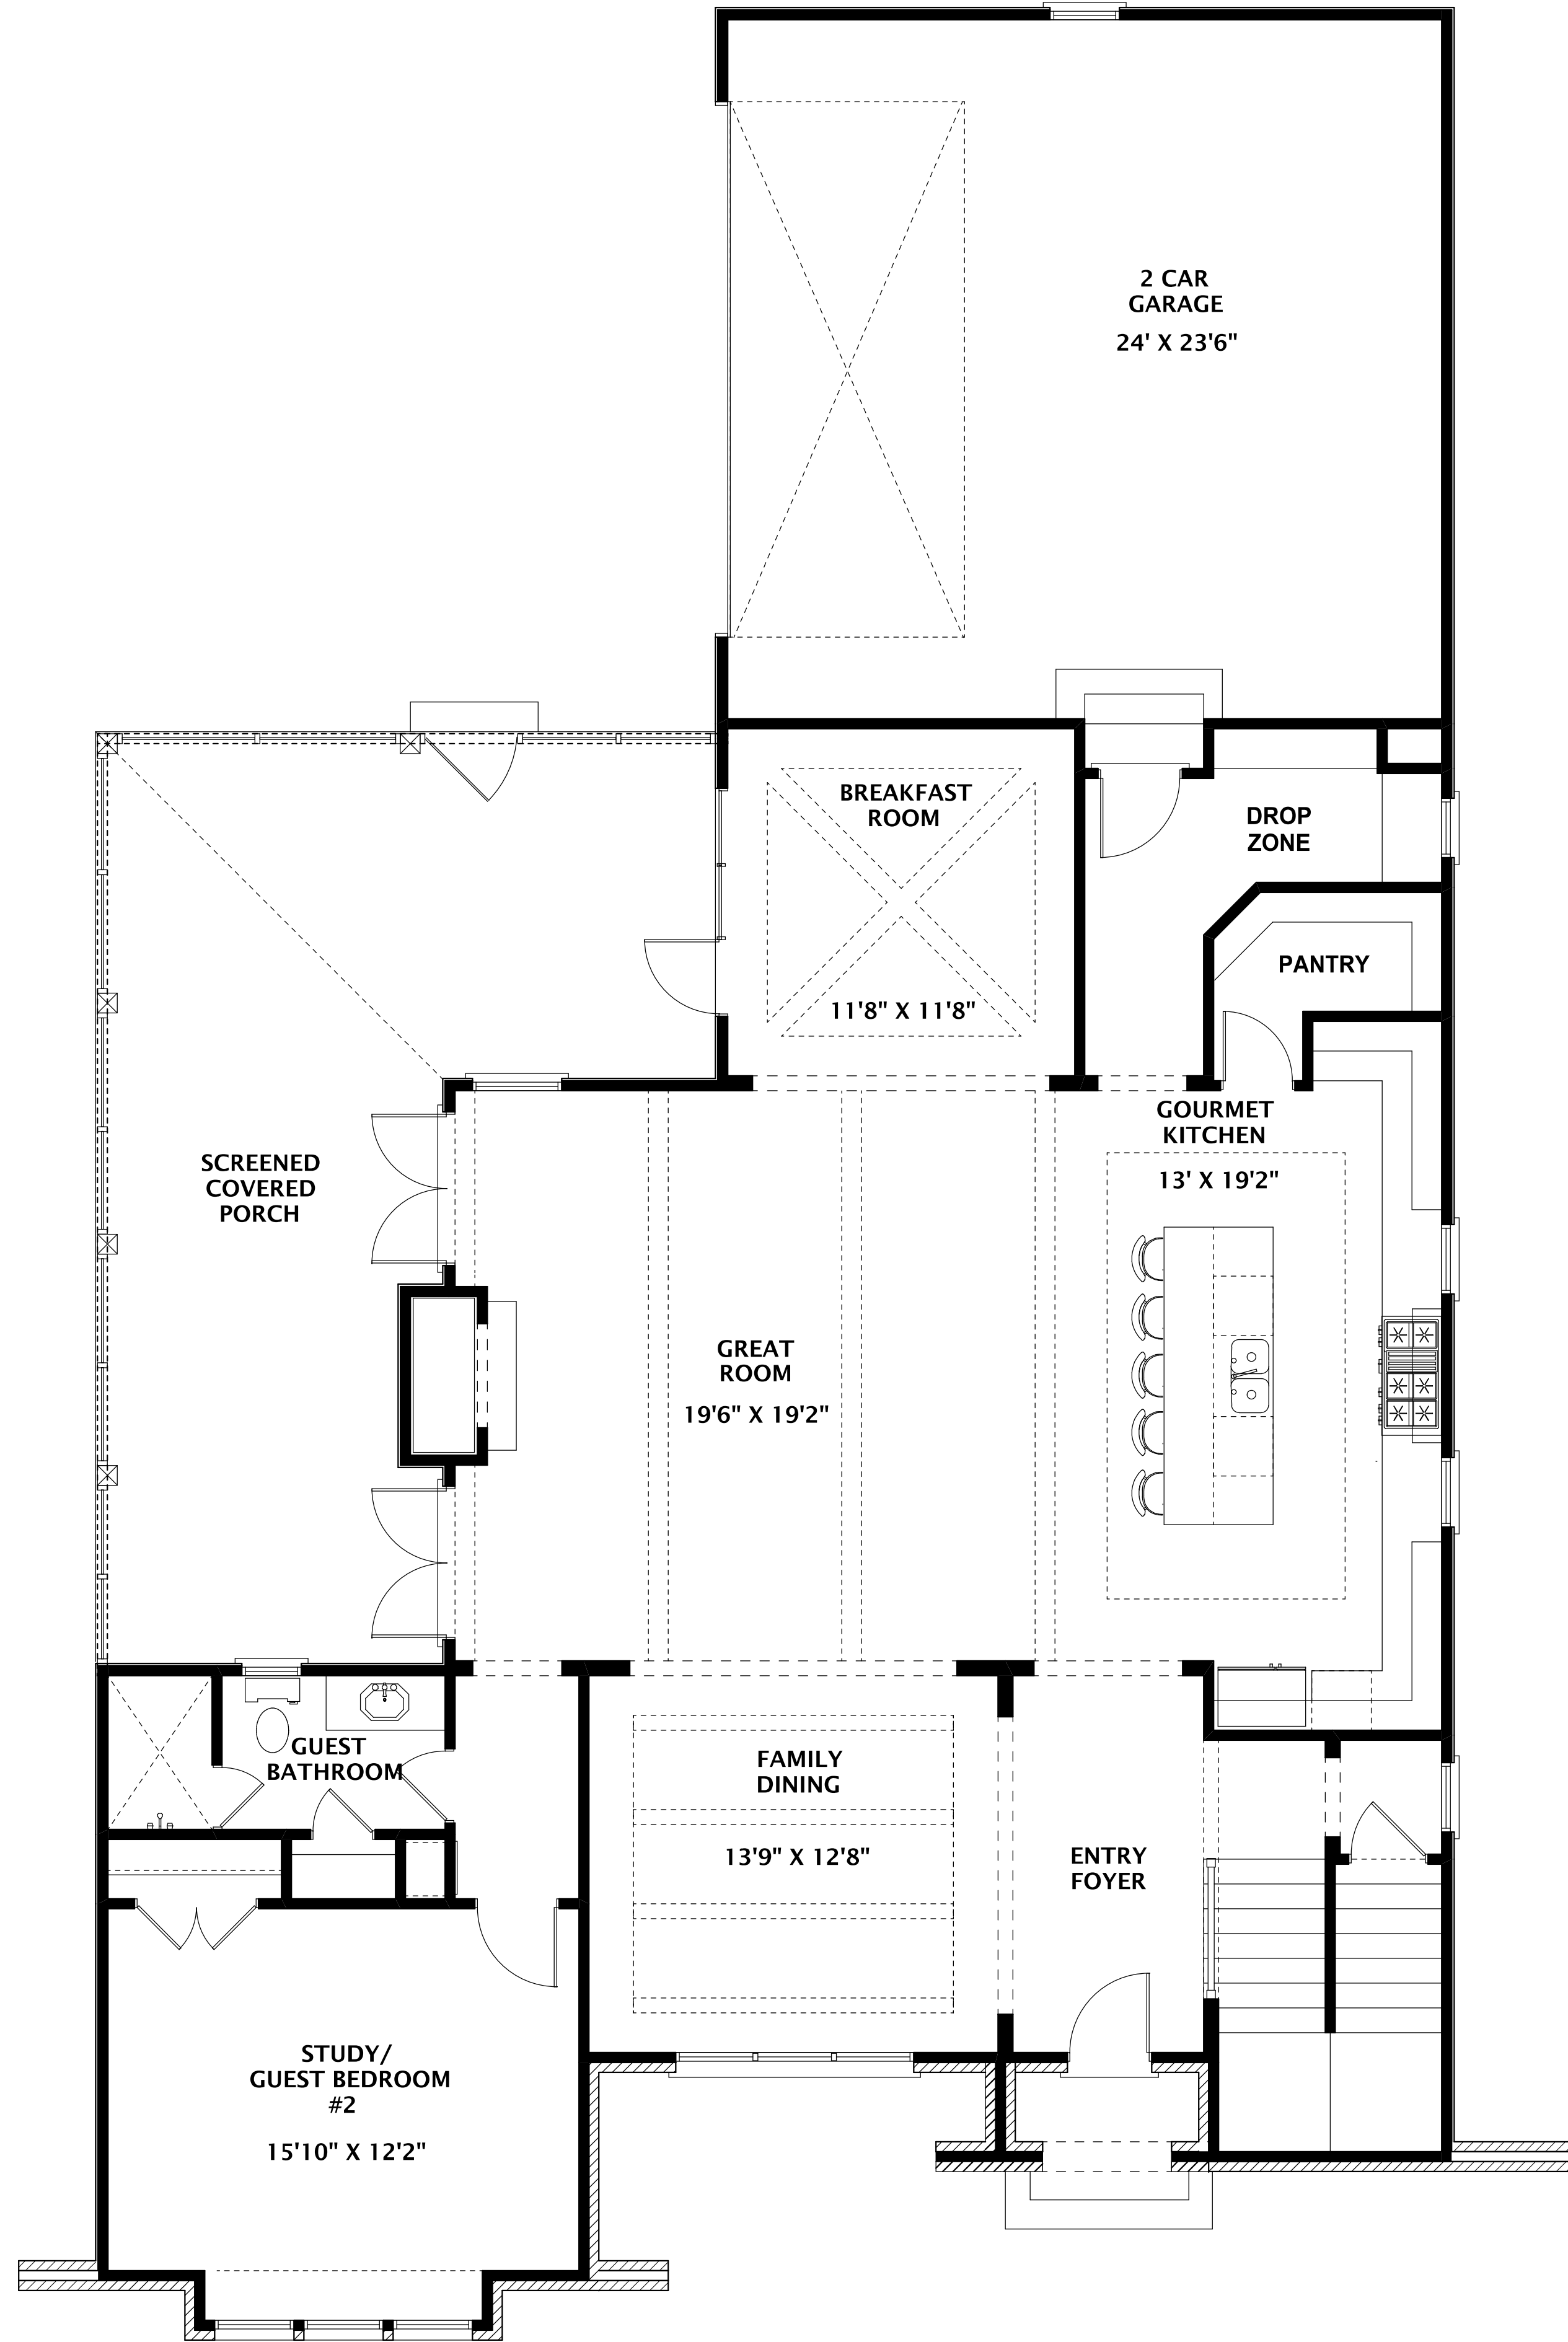 2 CAR
GARAGE
24' X 23'6"
BREAKFAST
ROOM
11'8" X 11'8"
DROP
ZONE
PANTRY
GOURMET
KITCHEN
13' X 19'2"
SCREENED
COVERED
PORCH
GREAT
ROOM
19'6" X 19'2"
GUEST
BATHROOM
FAMILY
DINING
13'9" X 12'8"
ENTRY
FOYER
STUDY/
GUEST BEDROOM
#2
15'10" X 12'2"